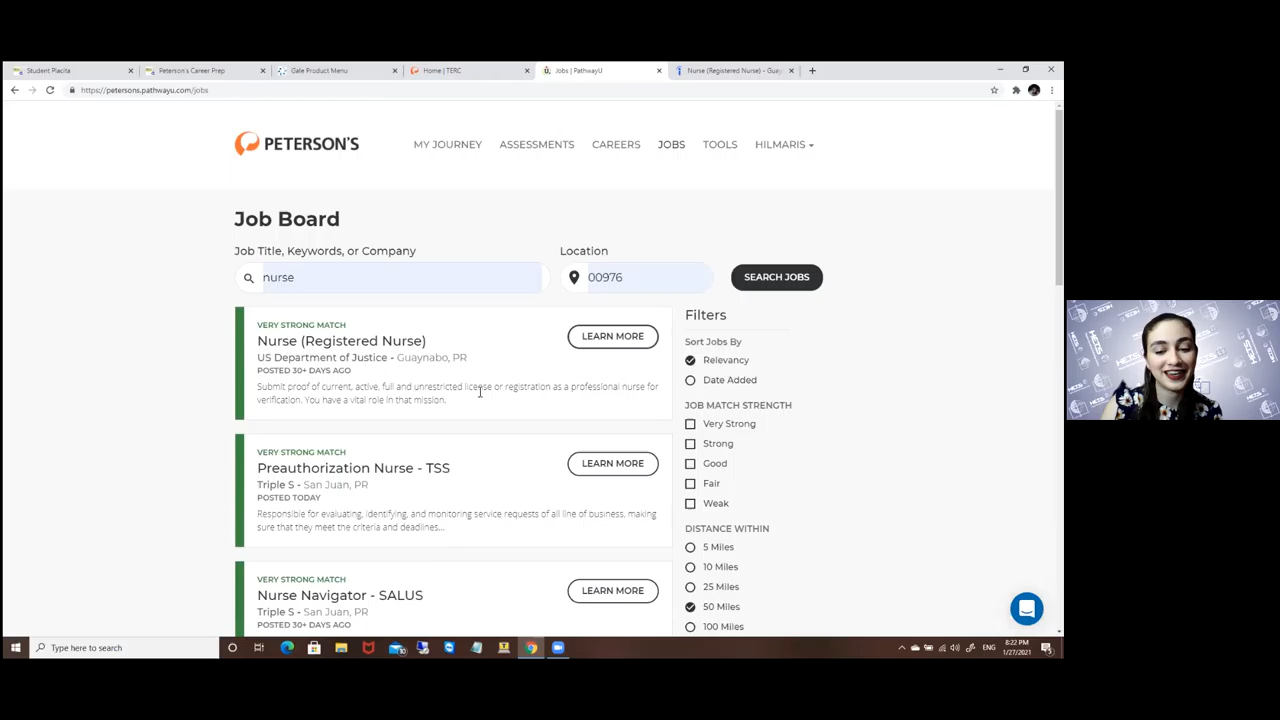 Student Placita
Peterson's Career Prep
Gale Product Menu
Home | TERC
Jobs | PathwayU
Nurse (Registered Nurse) - Guay
https://petersons.pathwayu.com/jobs
PETERSON'S
MY JOURNEY
ASSESSMENTS
CAREERS
JOBS
TOOLS
HILMARIS
Job Board
Job Title, Keywords, or Company
Location
nurse
00976
SEARCH JOBS
VERY STRONG MATCH
Nurse (Registered Nurse)
LEARN MORE
US Department of Justice - Guaynabo, PR
POSTED 30+ DAYS AGO
Submit proof of current, active, full and unrestricted license or registration as a professional nurse for
verification. You have a vital role in that mission.
VERY STRONG MATCH
Preauthorization Nurse - TSS
LEARN MORE
Triple S - San Juan, PR
POSTED TODAY
Responsible for evaluating, identifying, and monitoring service requests of all line of business, making
sure that they meet the criteria and deadlines...
VERY STRONG MATCH
Nurse Navigator - SALUS
LEARN MORE
Triple S - San Juan, PR
POSTED 30+ DAYS AGO
Filters
Sort Jobs By
Relevancy
Date Added
JOB MATCH STRENGTH
Very Strong
Strong
Good
Fair
Weak
DISTANCE WITHIN
5 Miles
10 Miles
25 Miles
50 Miles
100 Miles
Type here to search
ENG
8:22 PM
1/27/2021
HETS